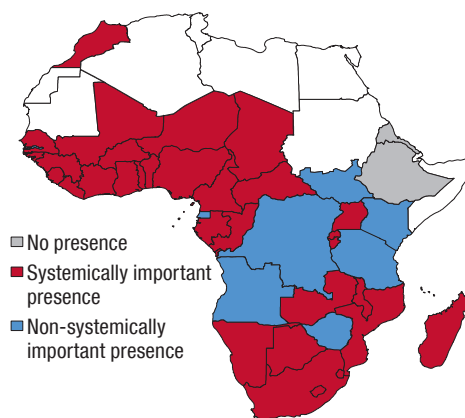 No presence
Systemically important
presence
Non-systemically
important presence